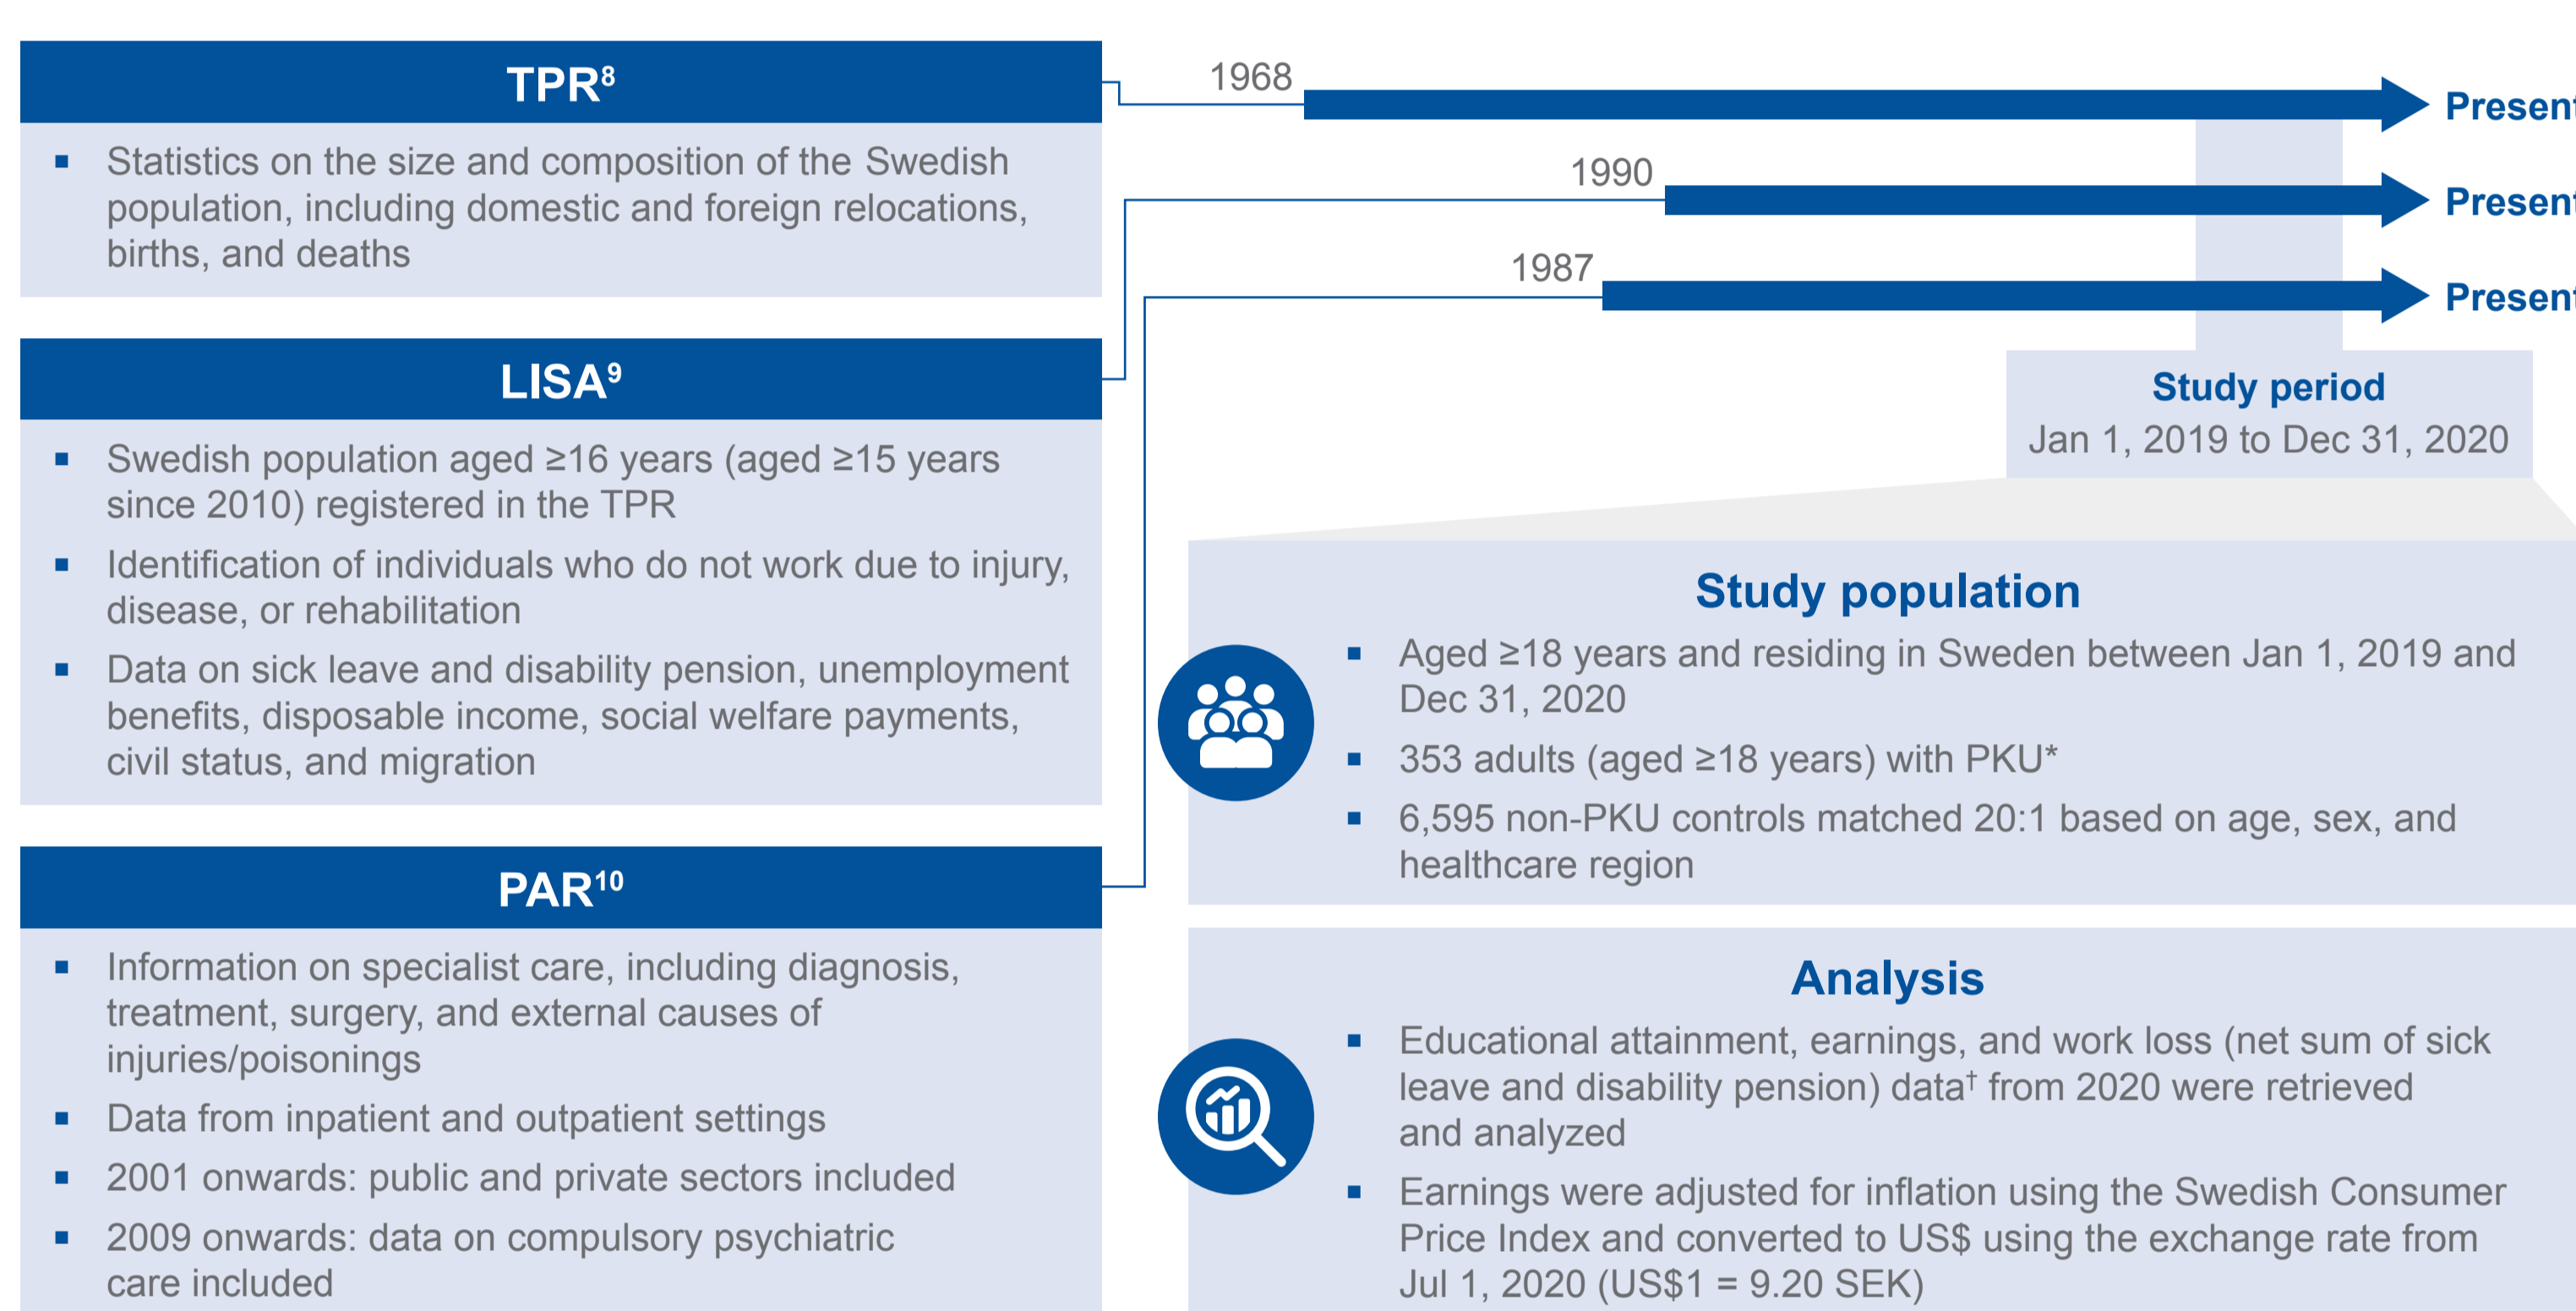 TPR⁸
▪ Statistics on the size and composition of the Swedish
population, including domestic and foreign relocations,
births, and deaths
LISA⁹
▪ Swedish population aged ≥16 years (aged ≥15 years
since 2010) registered in the TPR
▪ Identification of individuals who do not work due to injury,
disease, or rehabilitation
▪ Data on sick leave and disability pension, unemployment
benefits, disposable income, social welfare payments,
civil status, and migration
PAR¹⁰
▪ Information on specialist care, including diagnosis,
treatment, surgery, and external causes of
injuries/poisonings
▪ Data from inpatient and outpatient settings
▪ 2001 onwards: public and private sectors included
▪ 2009 onwards: data on compulsory psychiatric
care included
1968
Present
1990
Present
1987
Present
Study period
Jan 1, 2019 to Dec 31, 2020
Study population
▪ Aged ≥18 years and residing in Sweden between Jan 1, 2019 and
Dec 31, 2020
▪ 353 adults (aged ≥18 years) with PKU*
▪ 6,595 non-PKU controls matched 20:1 based on age, sex, and
healthcare region
Analysis
▪ Educational attainment, earnings, and work loss (net sum of sick
leave and disability pension) data† from 2020 were retrieved
and analyzed
▪ Earnings were adjusted for inflation using the Swedish Consumer
Price Index and converted to US$ using the exchange rate from
Jul 1, 2020 (US$1 = 9.20 SEK)